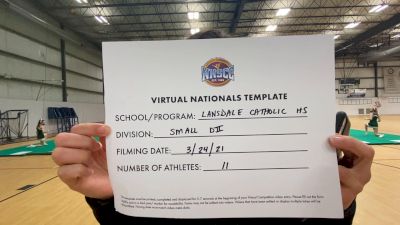 NHSCC
VIRTUAL NATIONALS TEMPLATE
SCHOOL/PROGRAM: LANSDALE CATHOLIC HS
DIVISION: SMALL DII
FILMING DATE: 3/24/21
NUMBER OF ATHLETES: 11